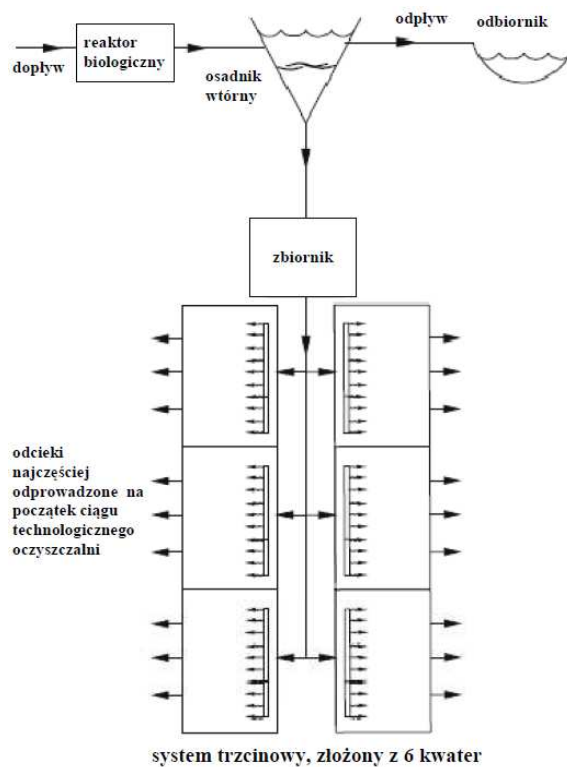 dopływ
reaktor
biologiczny
osadnik
wtórny
odpływ
odbiornik
zbiornik
odcieki
najczęściej
odprowadzone na
początek ciągu
technologicznego
oczyszczalni
system trzcinowy, złożony z 6 kwater